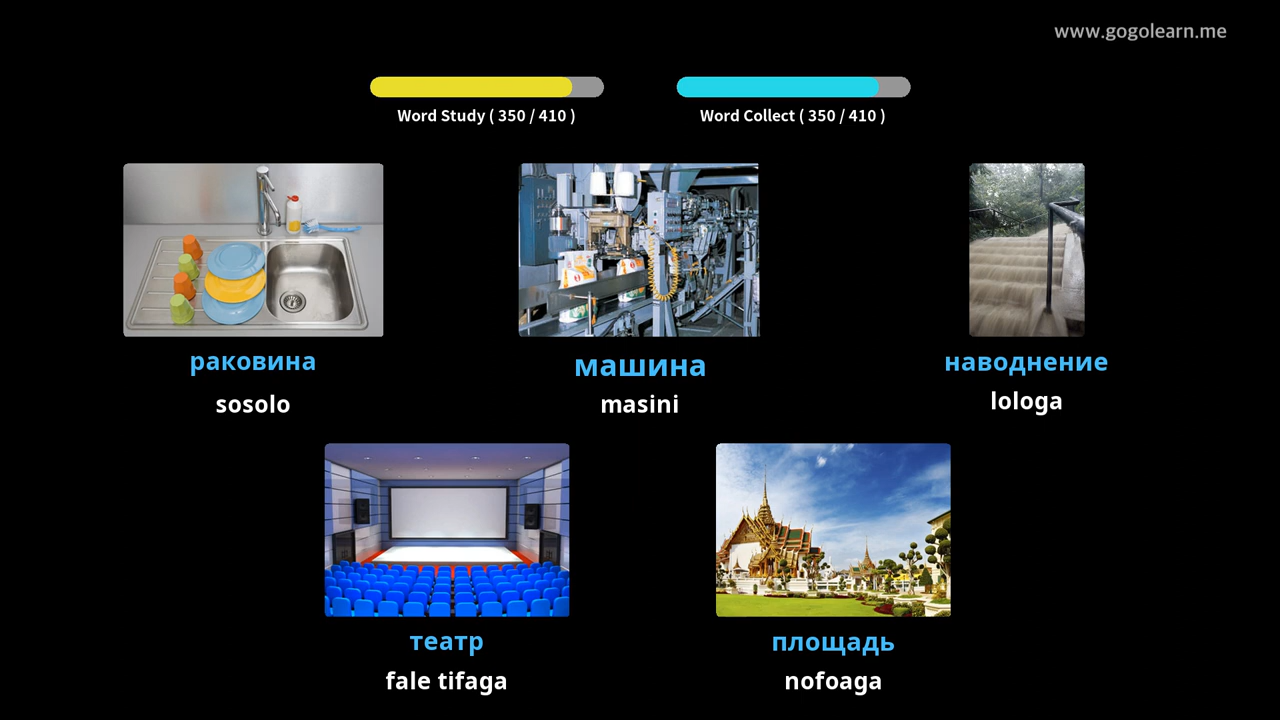 www.gogolearn.me
Word Study ( 350 / 410 )
Word Collect ( 350 / 410 )
раковина
sosolo
машина
masini
наводнение
lologa
театр
fale tifaga
площадь
nofoaga